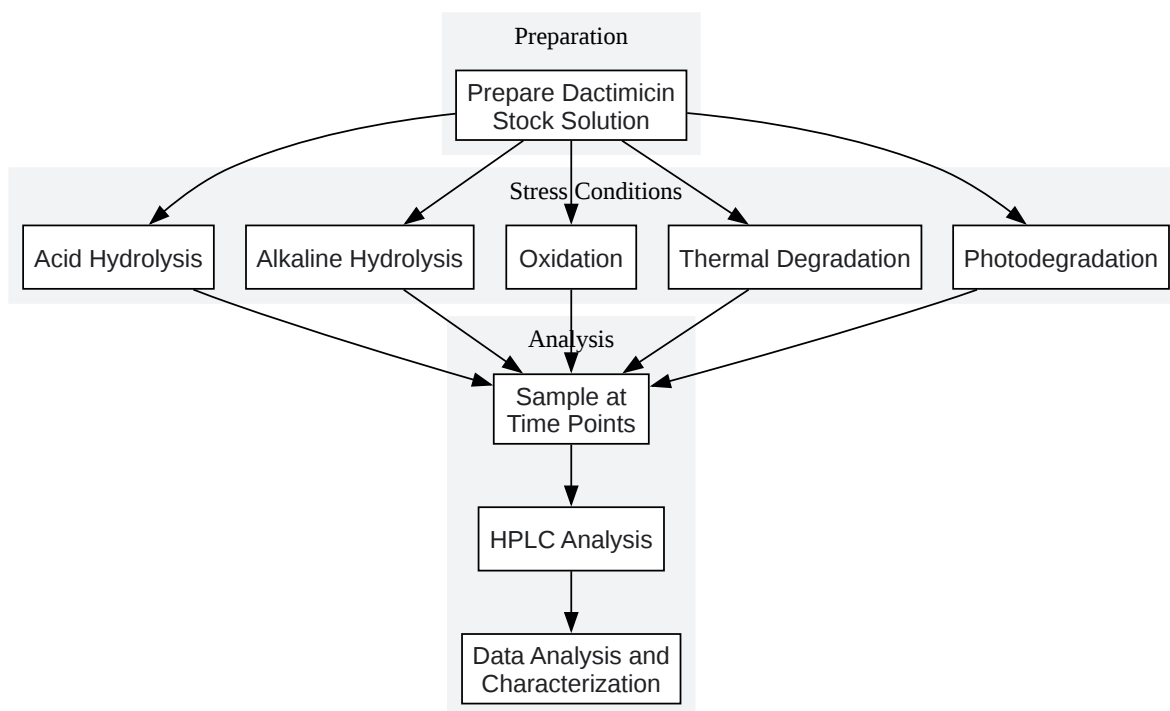 Preparation
Prepare Dactimicin
Stock Solution
Stress Conditions
Acid Hydrolysis
Alkaline Hydrolysis
Oxidation
Thermal Degradation
Photodegradation
Analysis
Sample at
Time Points
HPLC Analysis
Data Analysis and
Characterization